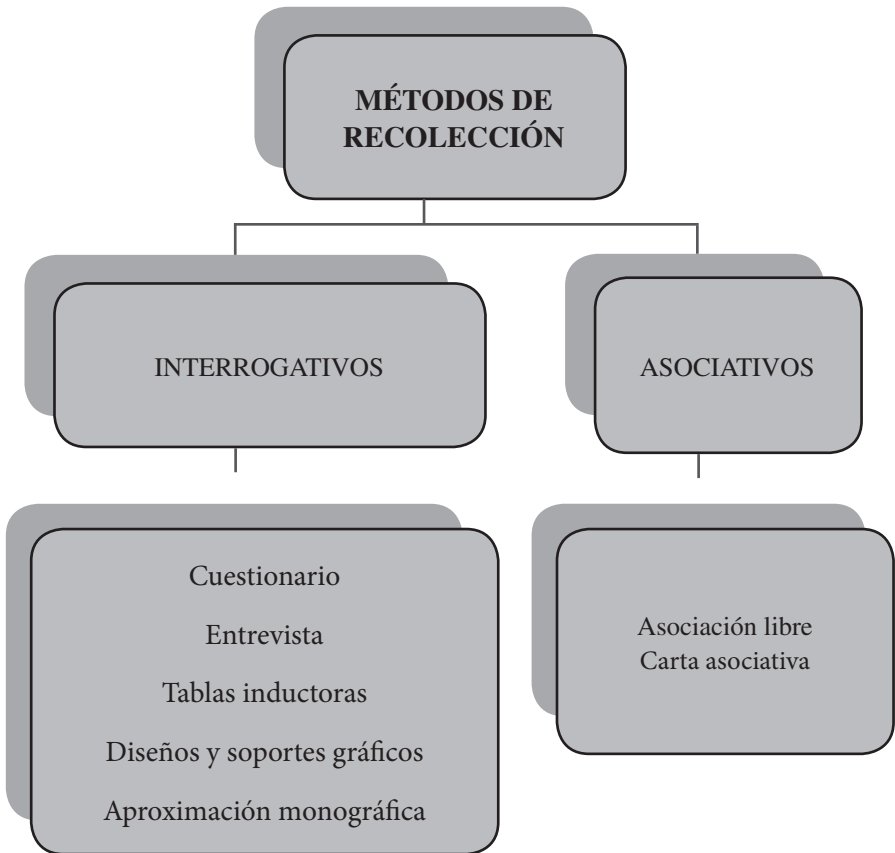 MÉTODOS DE
RECOLECCIÓN
INTERROGATIVOS
ASOCIATIVOS
Cuestionario
Entrevista
Tablas inductoras
Diseños y soportes gráficos
Aproximación monográfica
Asociación libre
Carta asociativa